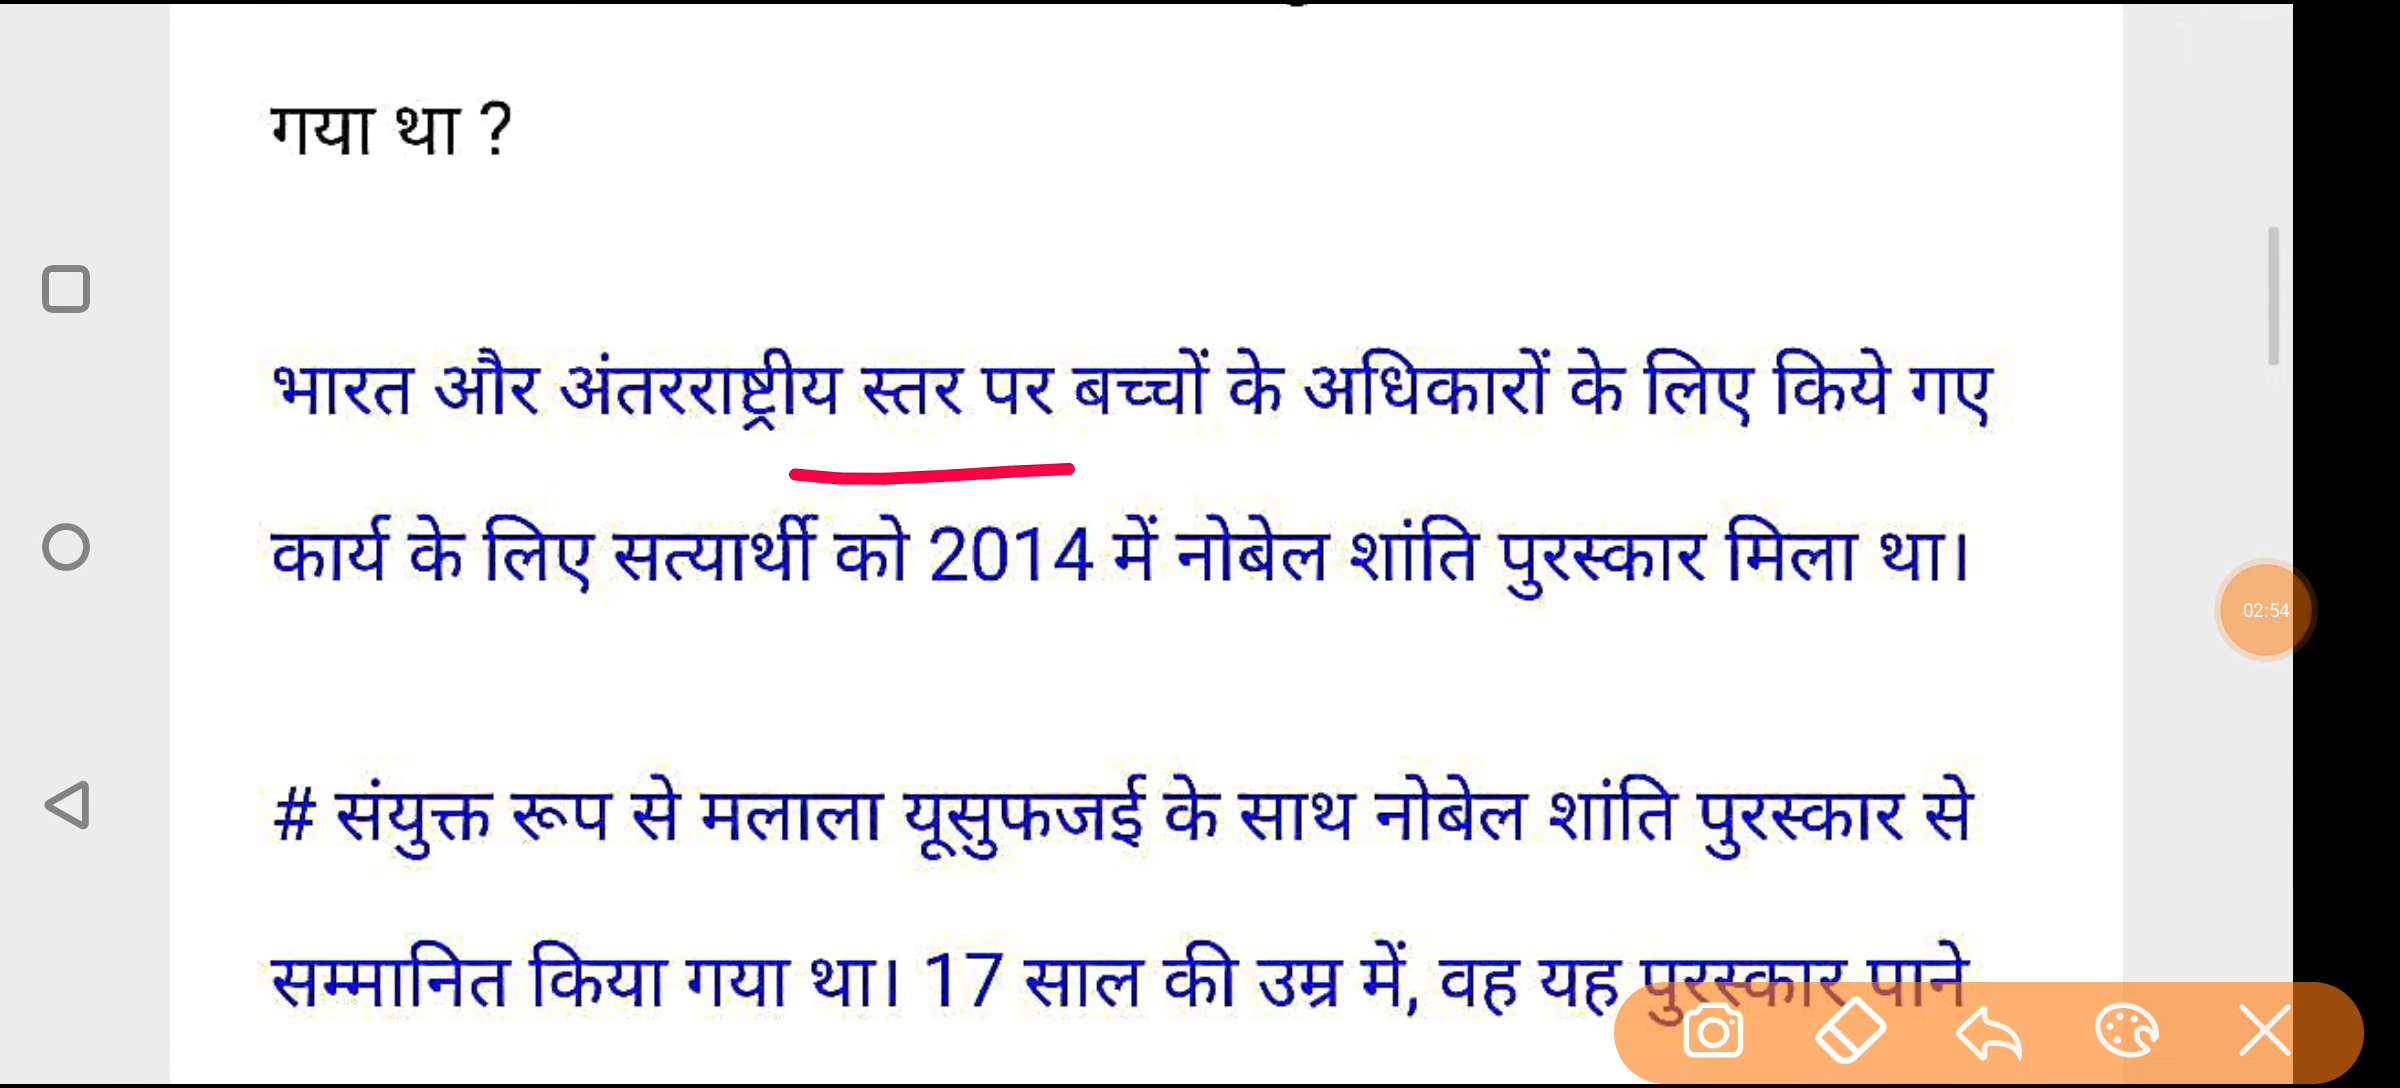 गया था ?
भारत और अंतरराष्ट्रीय स्तर पर बच्चों के अधिकारों के लिए किये गए
कार्य के लिए सत्यार्थी को 2014 में नोबेल शांति पुरस्कार मिला था।
02:54
# संयुक्त रूप से मलाला यूसुफजई के साथ नोबेल शांति पुरस्कार से
सम्मानित किया गया था। 17 साल की उम्र में, वह यह पुरस्कार पाने